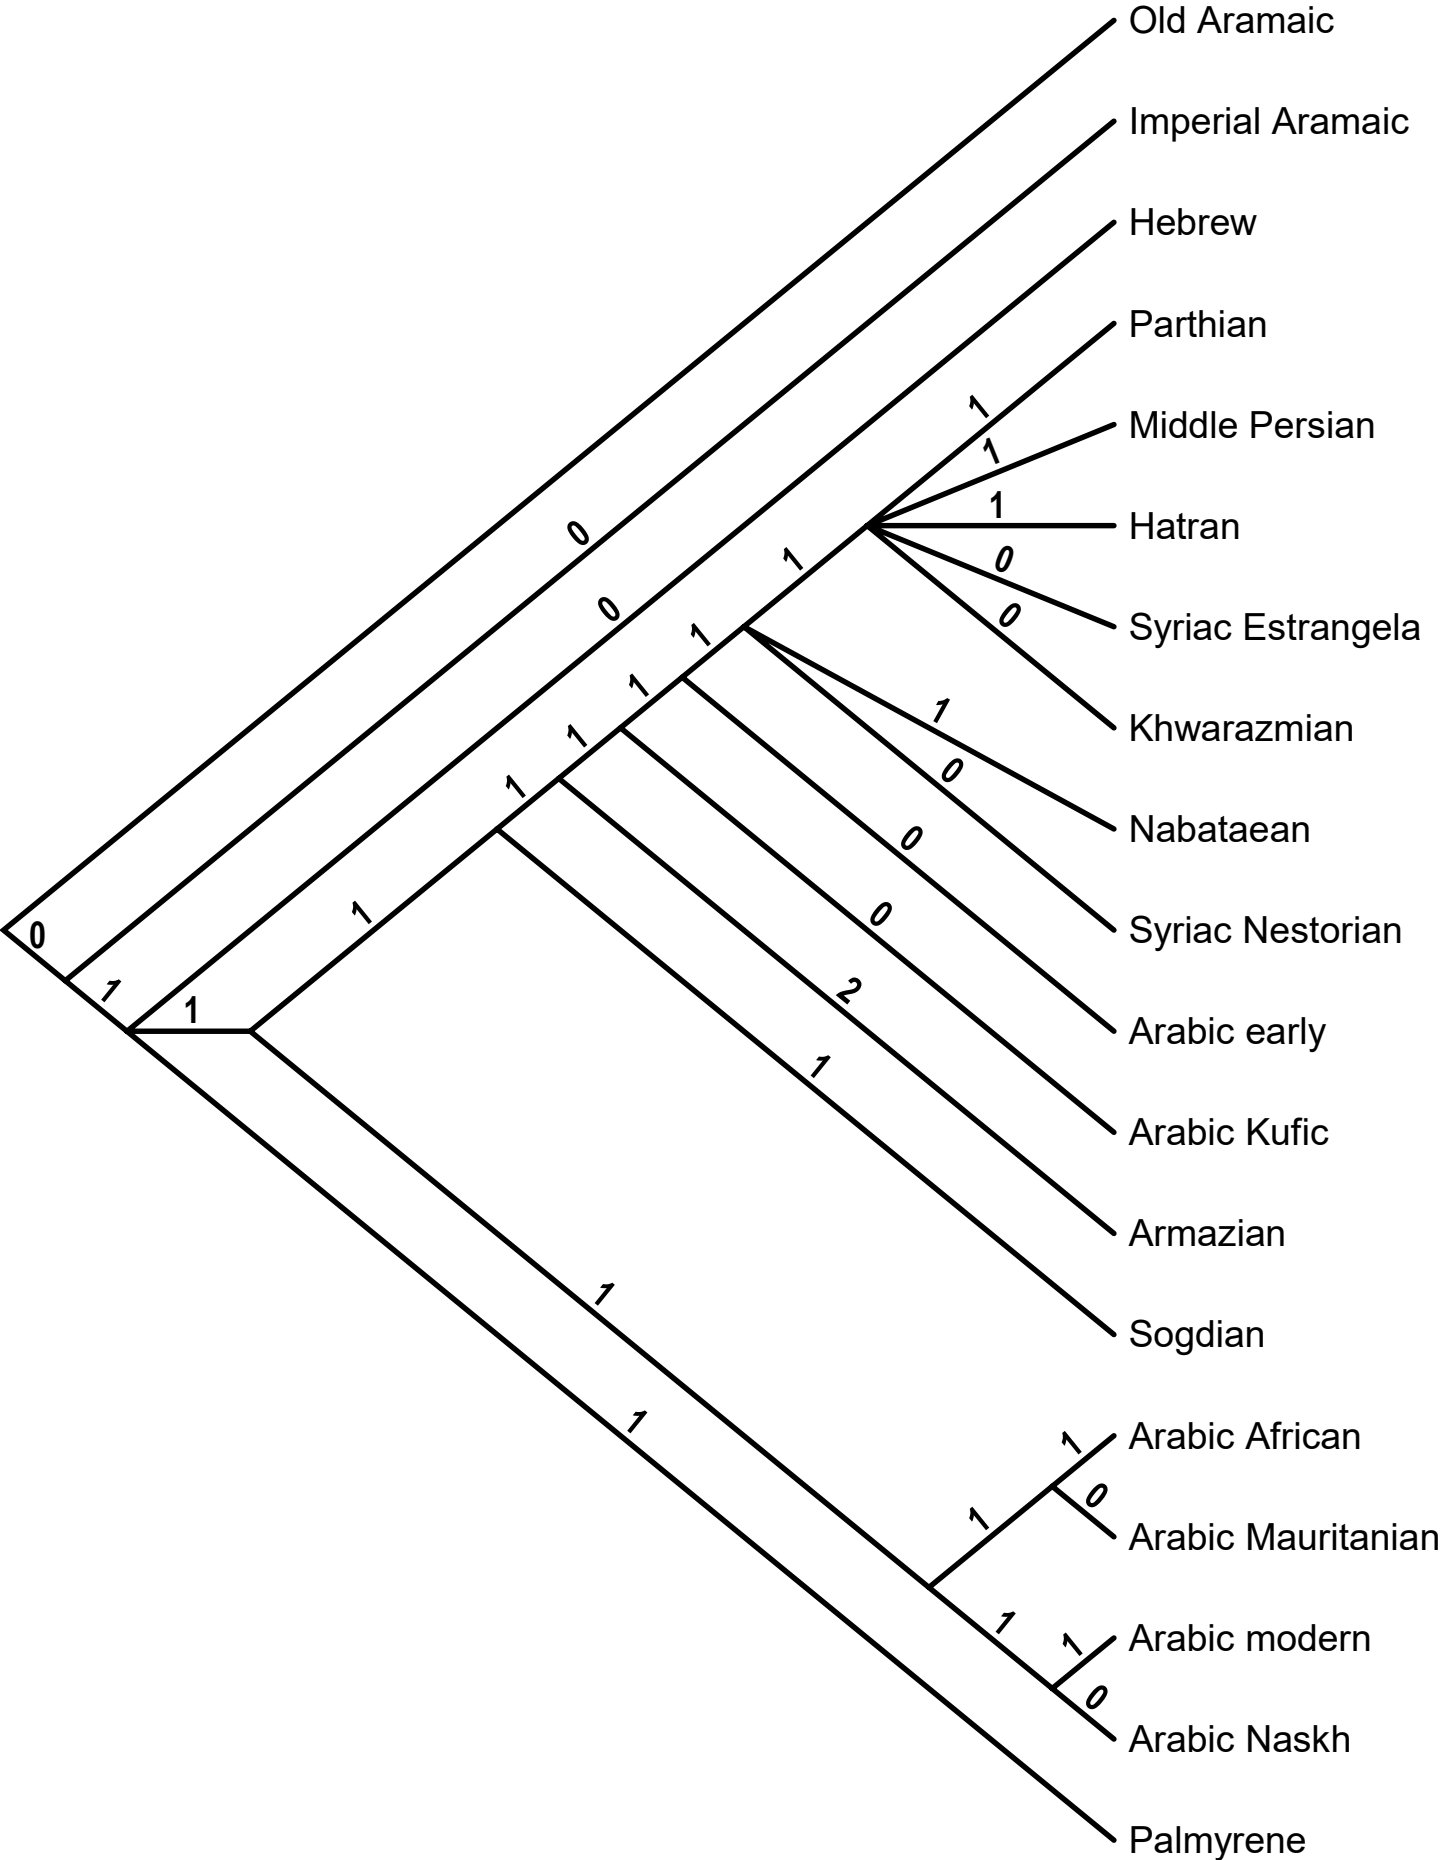 Old Aramaic
Imperial Aramaic
Hebrew
Parthian
1
Middle Persian
1
1
Hatran
0
0
1
0
Syriac Estrangela
0
1
1
Khwarazmian
1
1
0
1
Nabataean
1
0
1
0
Syriac Nestorian
0
1
2
1
Arabic early
1
Arabic Kufic
Armazian
1
Sogdian
1
1
Arabic African
0
1
Arabic Mauritanian
1
1
Arabic modern
0
Arabic Naskh
Palmyrene